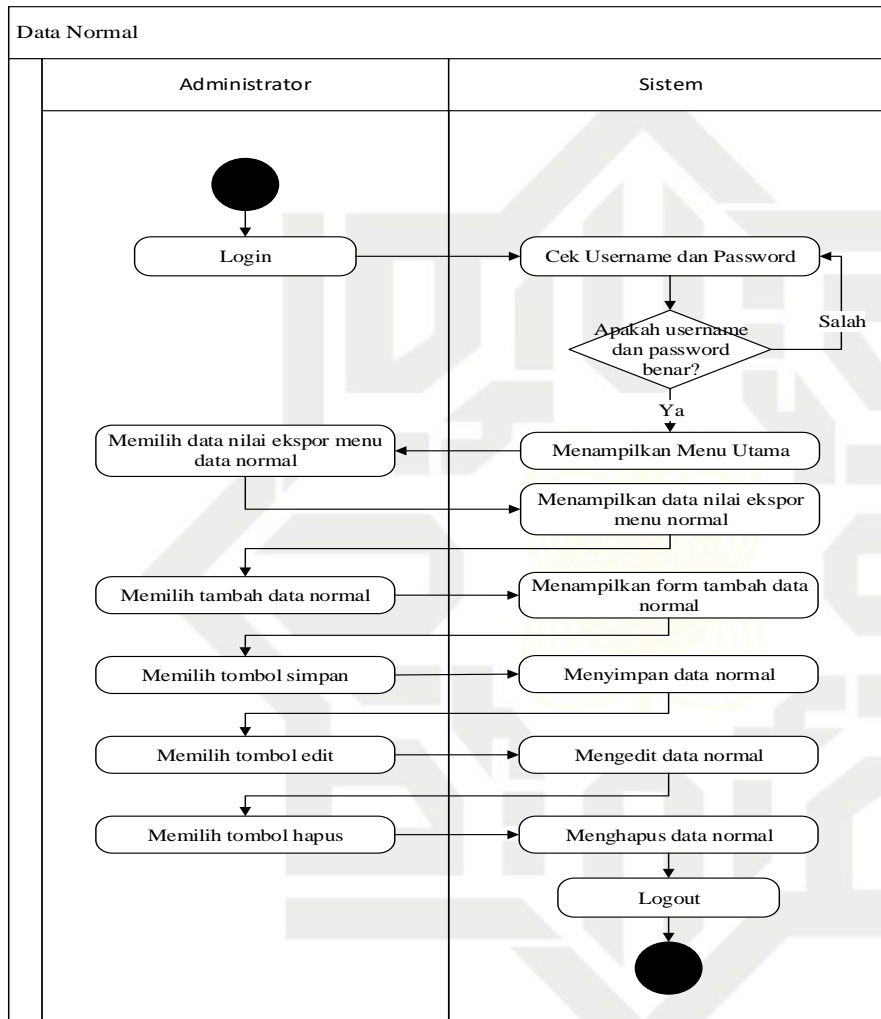 Data Normal
Administrator
Sistem
Login
Cek Username dan Password
Salah
Apakah username
dan password
benar?
Ya
Memilih data nilai ekspor menu
data normal
Menampilkan Menu Utama
Menampilkan data nilai ekspor
menu normal
Memilih tambah data normal
Menampilkan form tambah data
normal
Memilih tombol simpan
Menyimpan data normal
Memilih tombol edit
Mengedit data normal
Memilih tombol hapus
Menghapus data normal
Logout